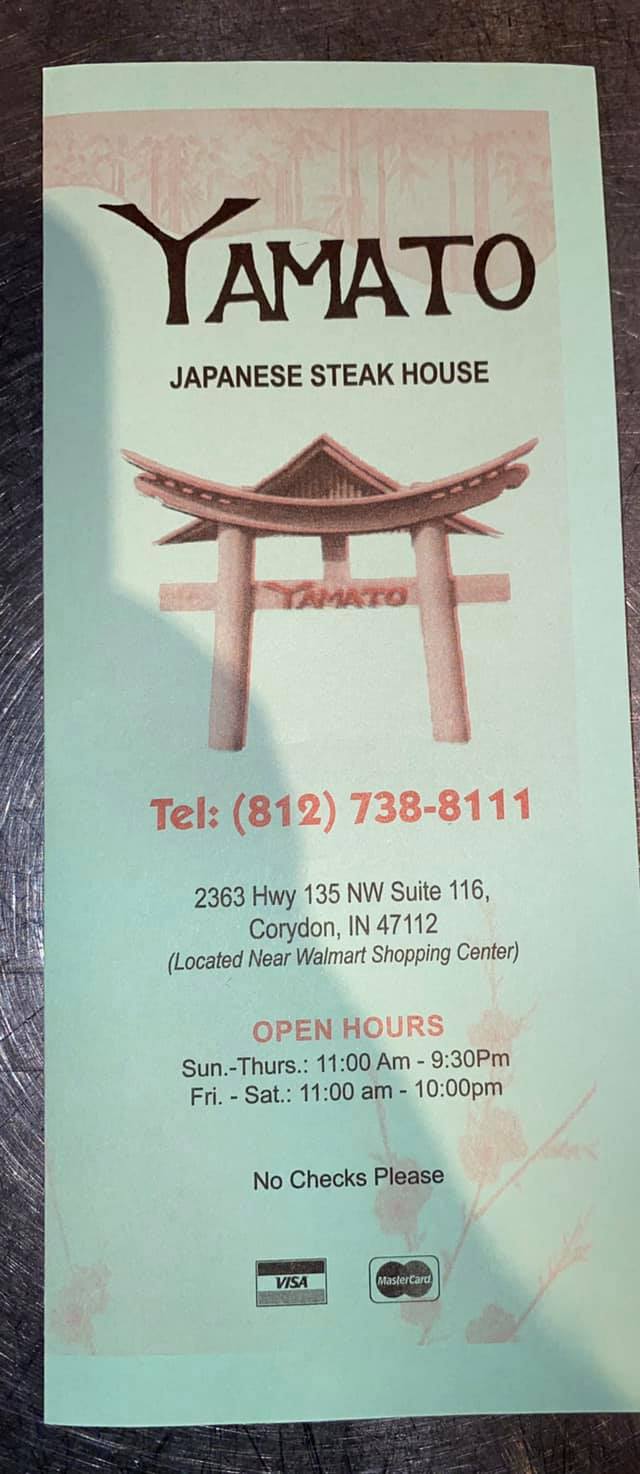 YAMATO
JAPANESE STEAK HOUSE
YAMATO
Tel: (812) 738-8111
2363 Hwy 135 NW Suite 116,
Corydon, IN 47112
(Located Near Walmart Shopping Center)
OPEN HOURS
Sun.-Thurs.: 11:00 Am - 9:30Pm
Fri. - Sat.: 11:00 am - 10:00pm
No Checks Please
VISA MasterCard